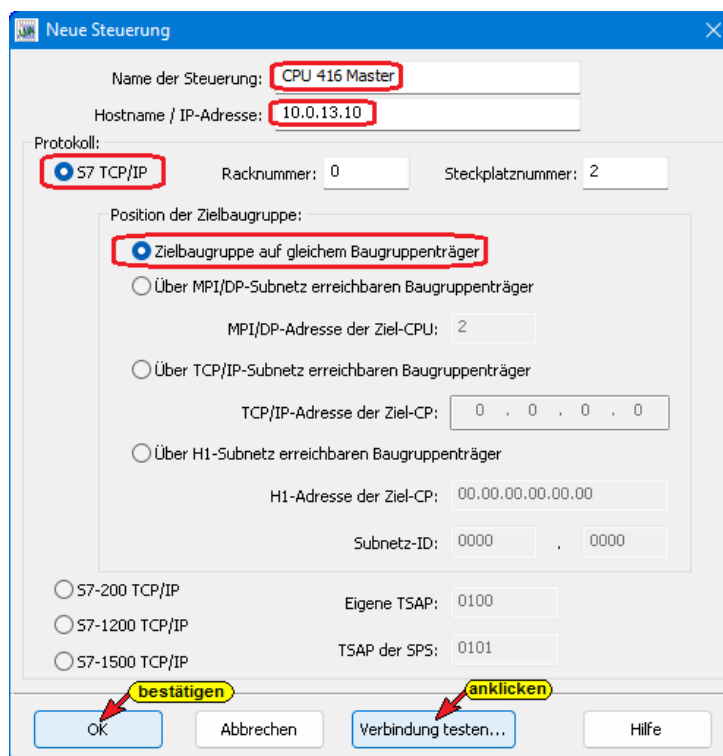 Neue Steuerung
Name der Steuerung: CPU 416 Master
Hostname / IP-Adresse: 10.0.13.10
Protokoll:
S7 TCP/IP Racknummer: 0 Steckplatznummer: 2
Position der Zielbaugruppe:
Zielbaugruppe auf gleichem Baugruppenträger
Über MPI/DP-Subnetz erreichbaren Baugruppenträger
MPI/DP-Adresse der Ziel-CPU: 2
Über TCP/IP-Subnetz erreichbaren Baugruppenträger
TCP/IP-Adresse der Ziel-CP: 0 . 0 . 0 . 0
Über H1-Subnetz erreichbaren Baugruppenträger
H1-Adresse der Ziel-CP: 00.00.00.00.00.00
Subnetz-ID: 0000 . 0000
S7-200 TCP/IP
Eigene TSAP: 0100
S7-1200 TCP/IP
TSAP der SPS: 0101
S7-1500 TCP/IP
bestätigen anklicken
OK Abbrechen Verbindung testen... Hilfe